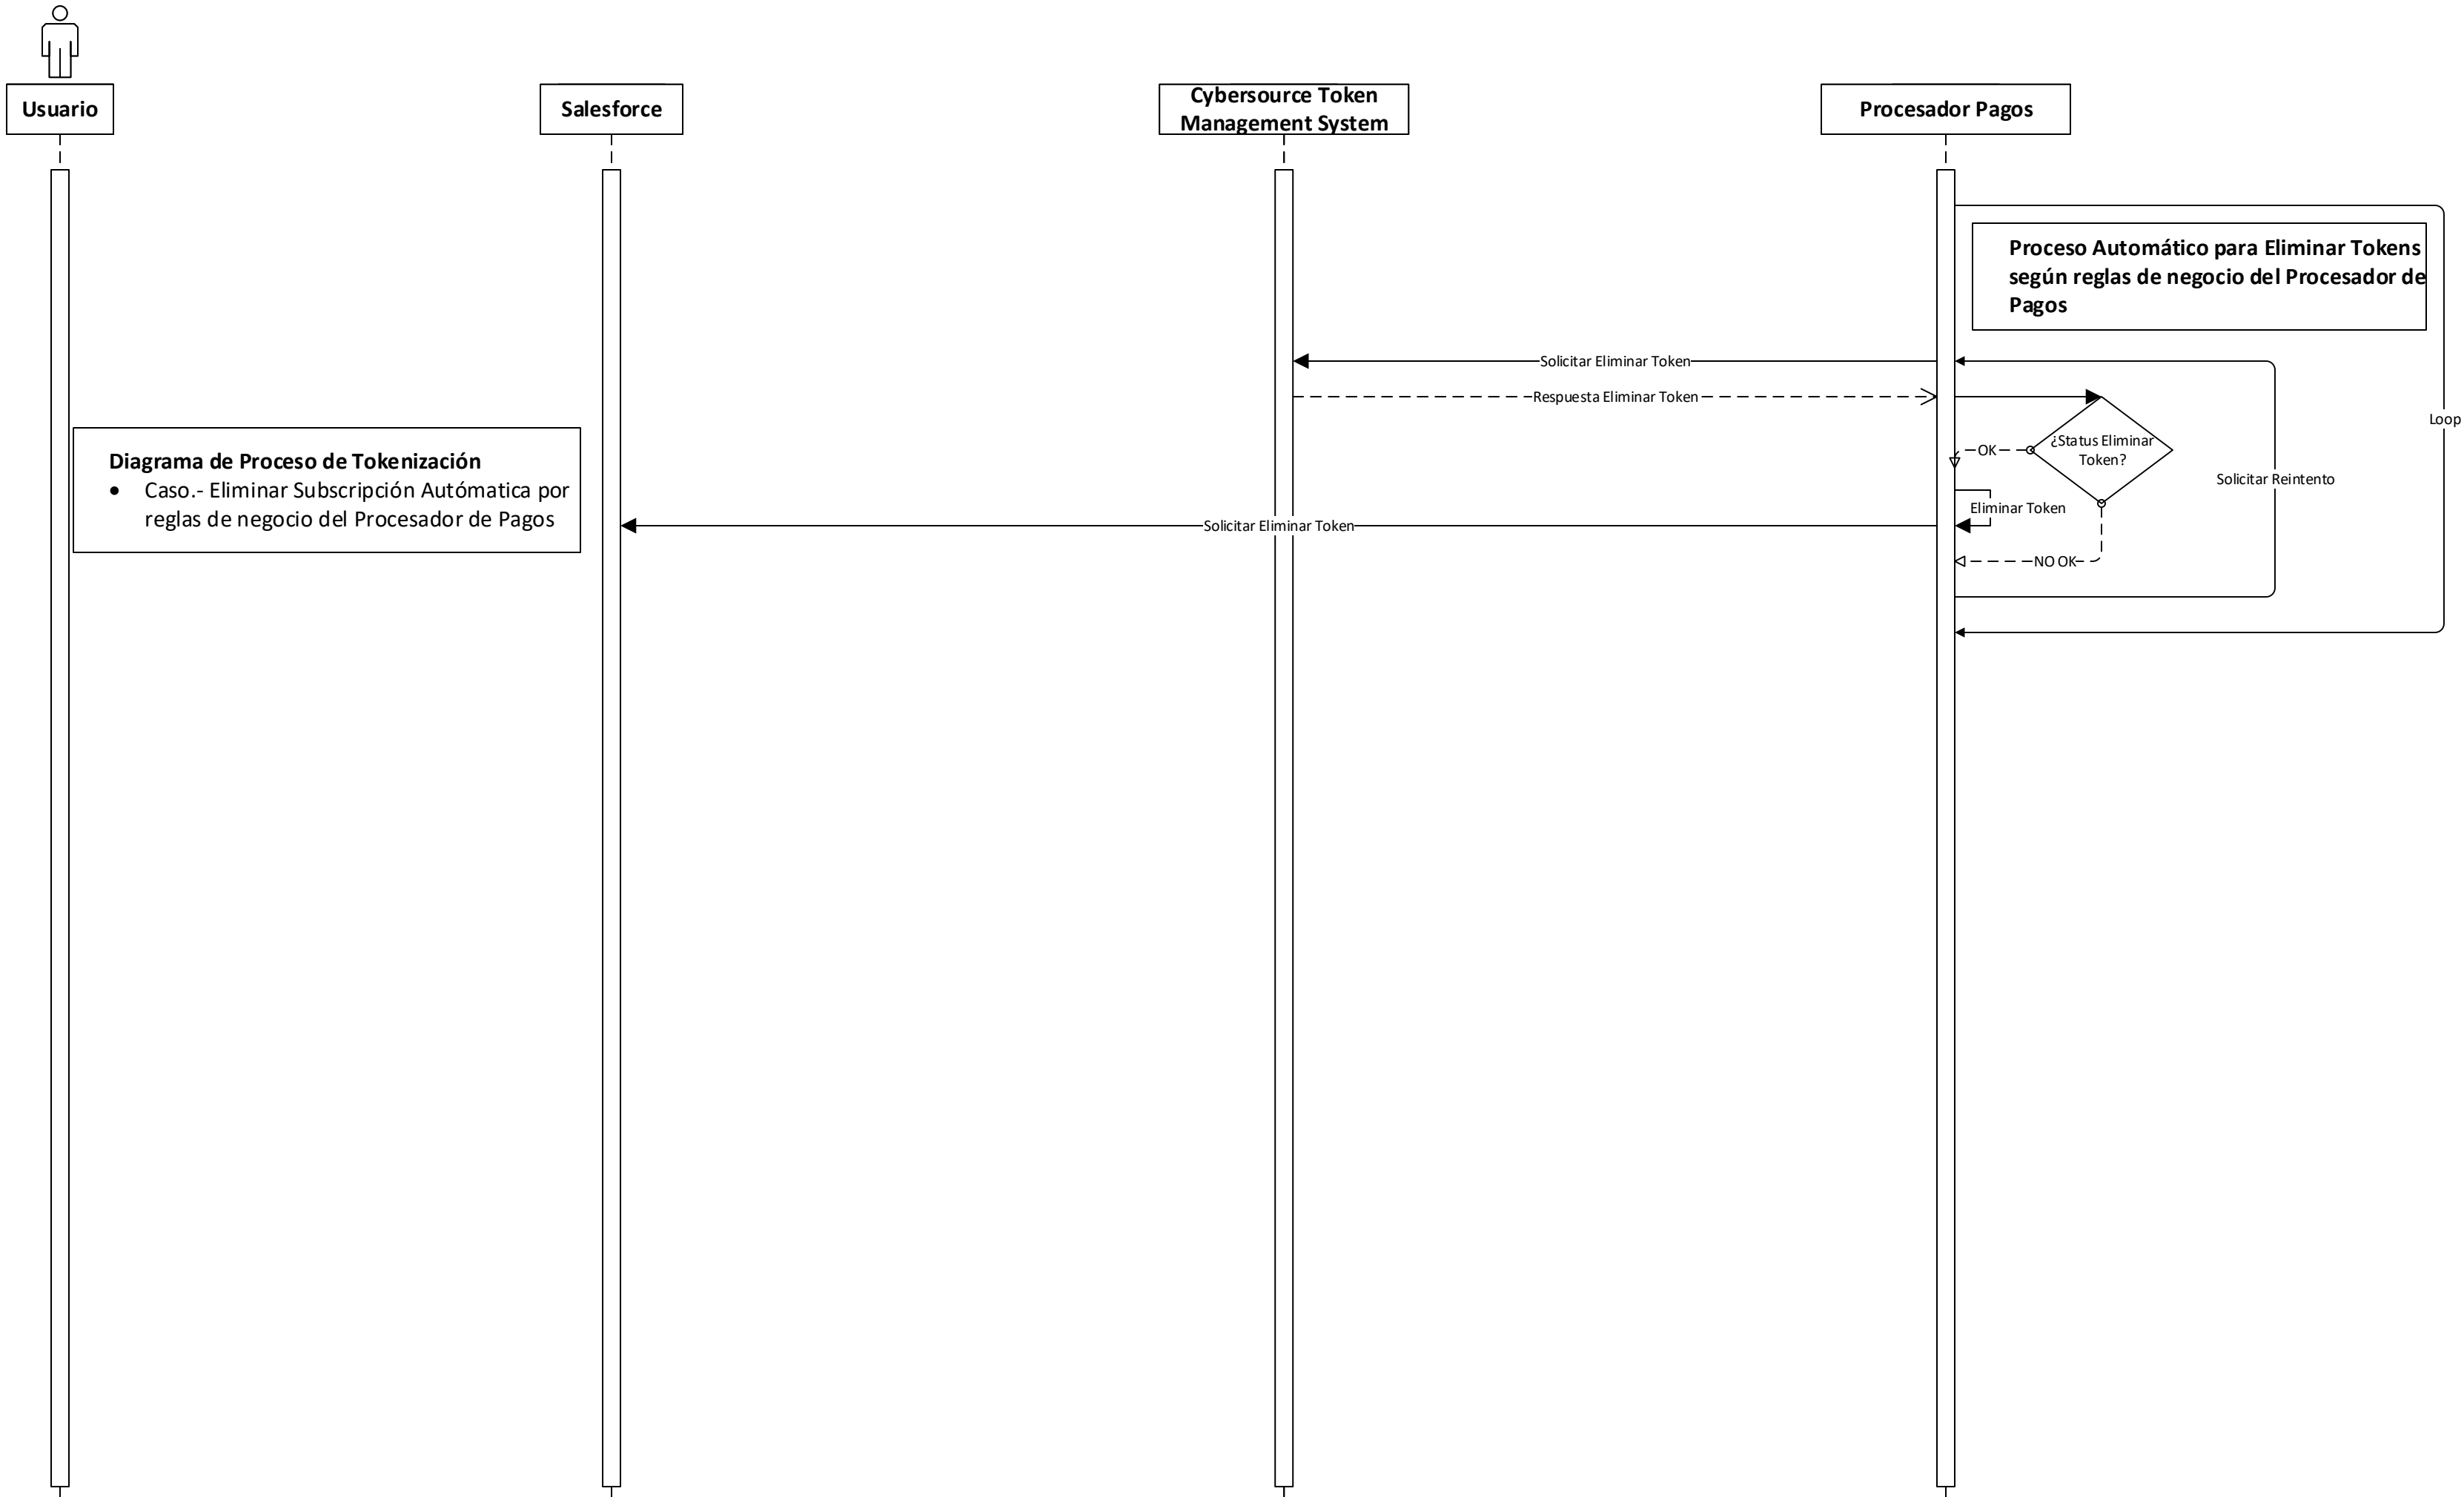 Usuario
Salesforce
Cybersource Token
Management System
Procesador Pagos
Proceso Automático para Eliminar Tokens
según reglas de negocio del Procesador de
Pagos
Solicitar Eliminar Token
Respuesta Eliminar Token
Loop
¿Status Eliminar
Token?
OK
Diagrama de Proceso de Tokenización
• Caso.- Eliminar Subscripción Autómatica por
reglas de negocio del Procesador de Pagos
Solicitar Reintento
Eliminar Token
Solicitar Eliminar Token
NO OK